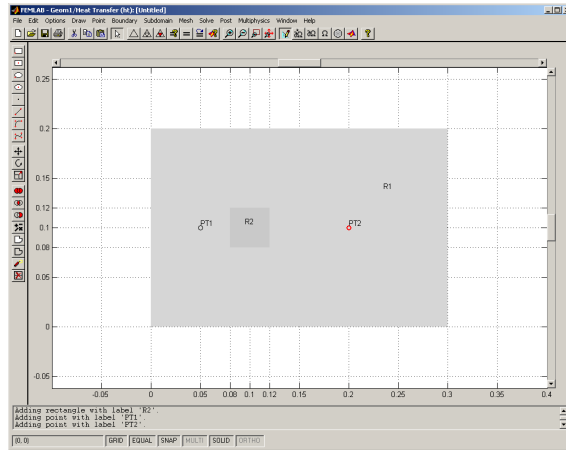 FEMLAB - Geom1/Heat Transfer (ht): [Untitled]
File Edit Options Draw Point Boundary Subdomain Mesh Solve Post Multiphysics Window Help
0.25
0.2
0.15
R1
0.12
PT1 R2 PT2
0.1
0.08
0.05
0
-0.05
-0.05 0 0.05 0.08 0.1 0.12 0.15 0.2 0.25 0.3 0.35 0.4
Adding rectangle with label 'R2'.
Adding point with label 'PT1'.
Adding point with label 'PT2'.
(0, 0) GRID EQUAL SNAP MULTI SOLID ORTHO